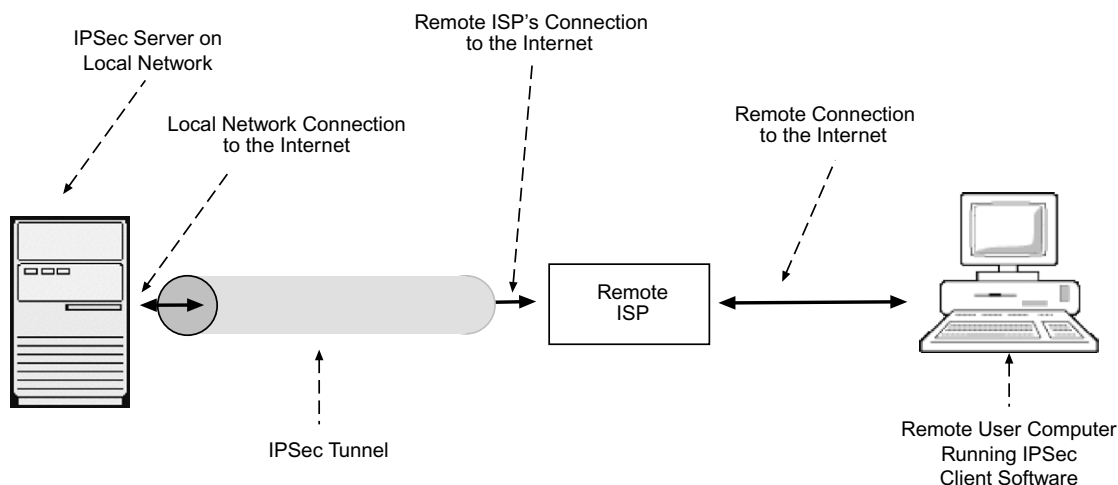 IPSec Server on
Local Network
Remote ISP's Connection
to the Internet
Local Network Connection
to the Internet
Remote Connection
to the Internet
Remote
ISP
IPSec Tunnel
Remote User Computer
Running IPSec
Client Software